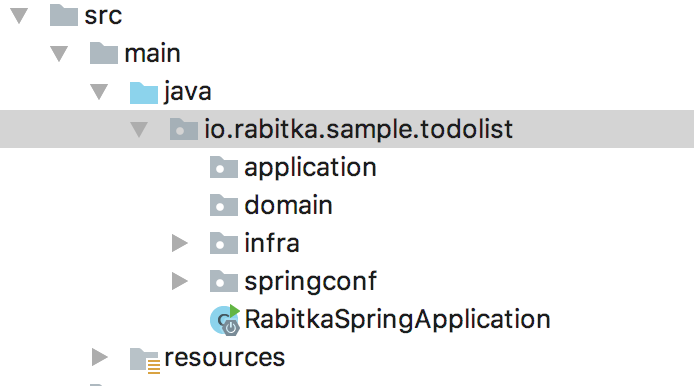 src
main
java
io.rabitka.sample.todolist
application
domain
infra
springconf
C RabitkaSpringApplication
resources